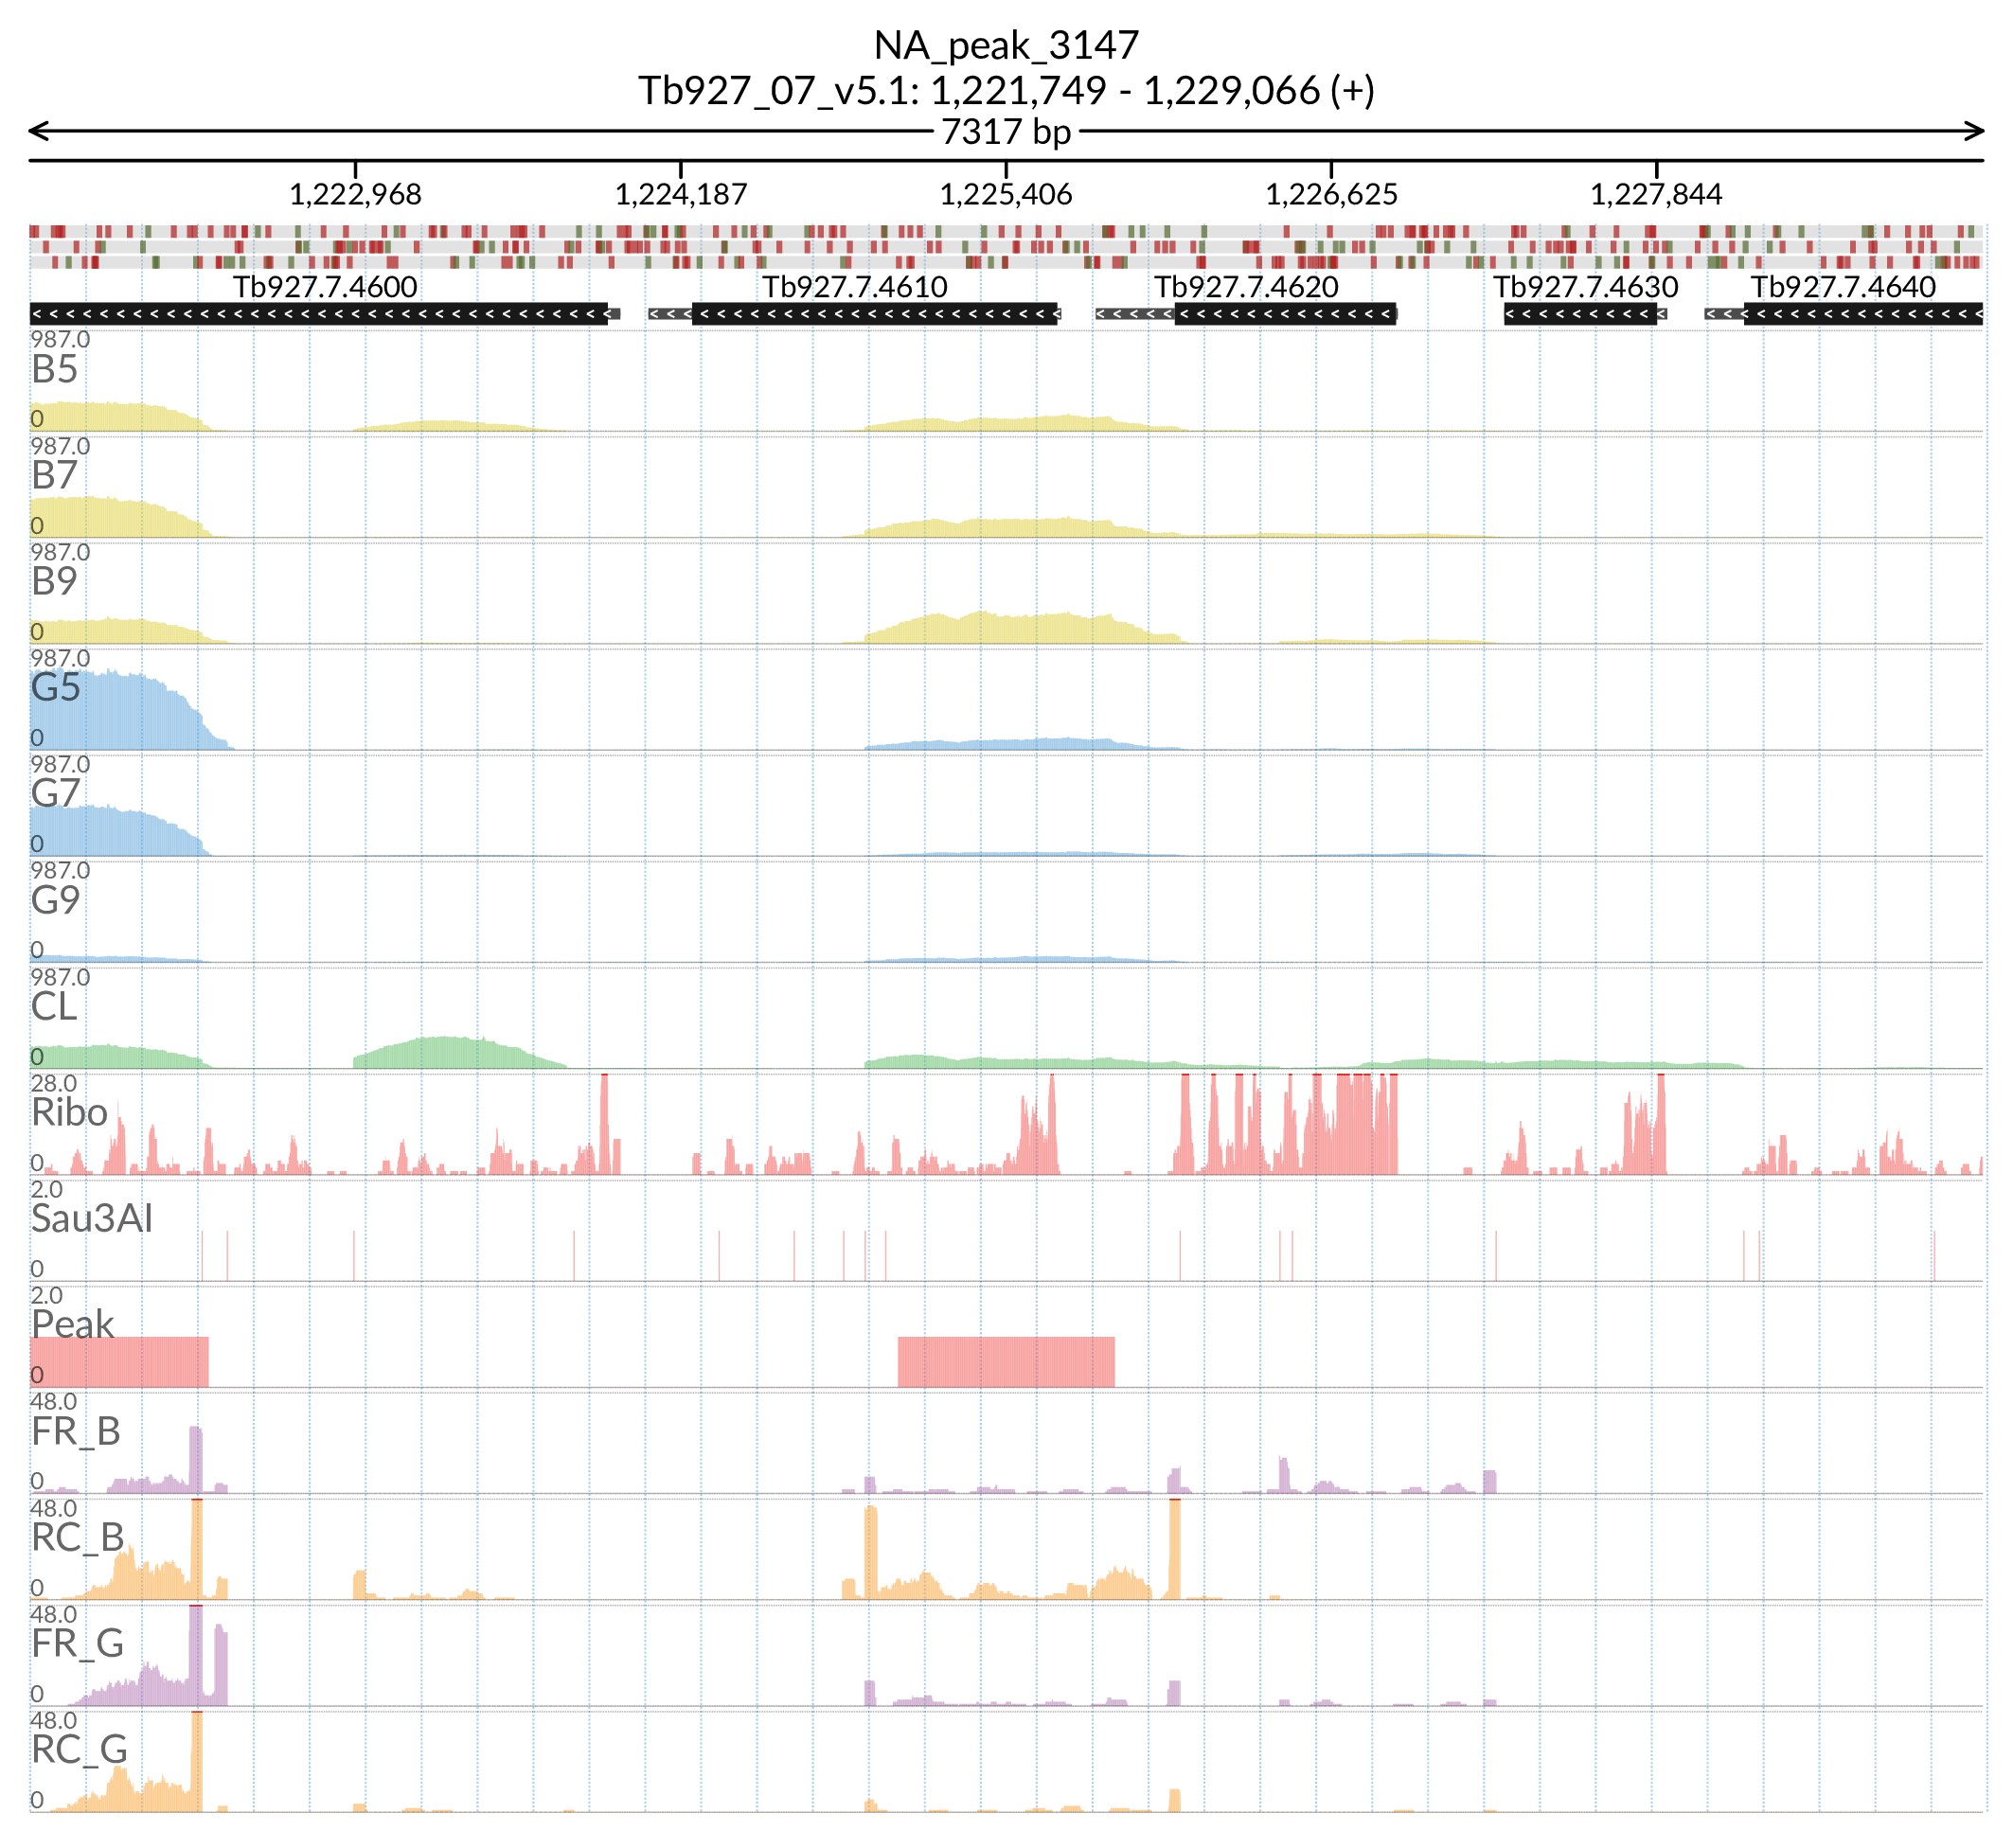 NA_peak_3147
Tb927_07_v5.1: 1,221,749 - 1,229,066 (+)
7317 bp
1,222,968 1,224,187 1,225,406 1,226,625 1,227,844
Tb927.7.4600 Tb927.7.4610 Tb927.7.4620 Tb927.7.4630 Tb927.7.4640
987.0
B5
0
987.0
B7
0
987.0
B9
0
987.0
G5
0
987.0
G7
0
987.0
G9
0
987.0
CL
0
28.0
Ribo
0
2.0
Sau3AI
0
2.0
Peak
0
48.0
FR_B
0
48.0
RC_B
0
48.0
FR_G
0
48.0
RC_G
0